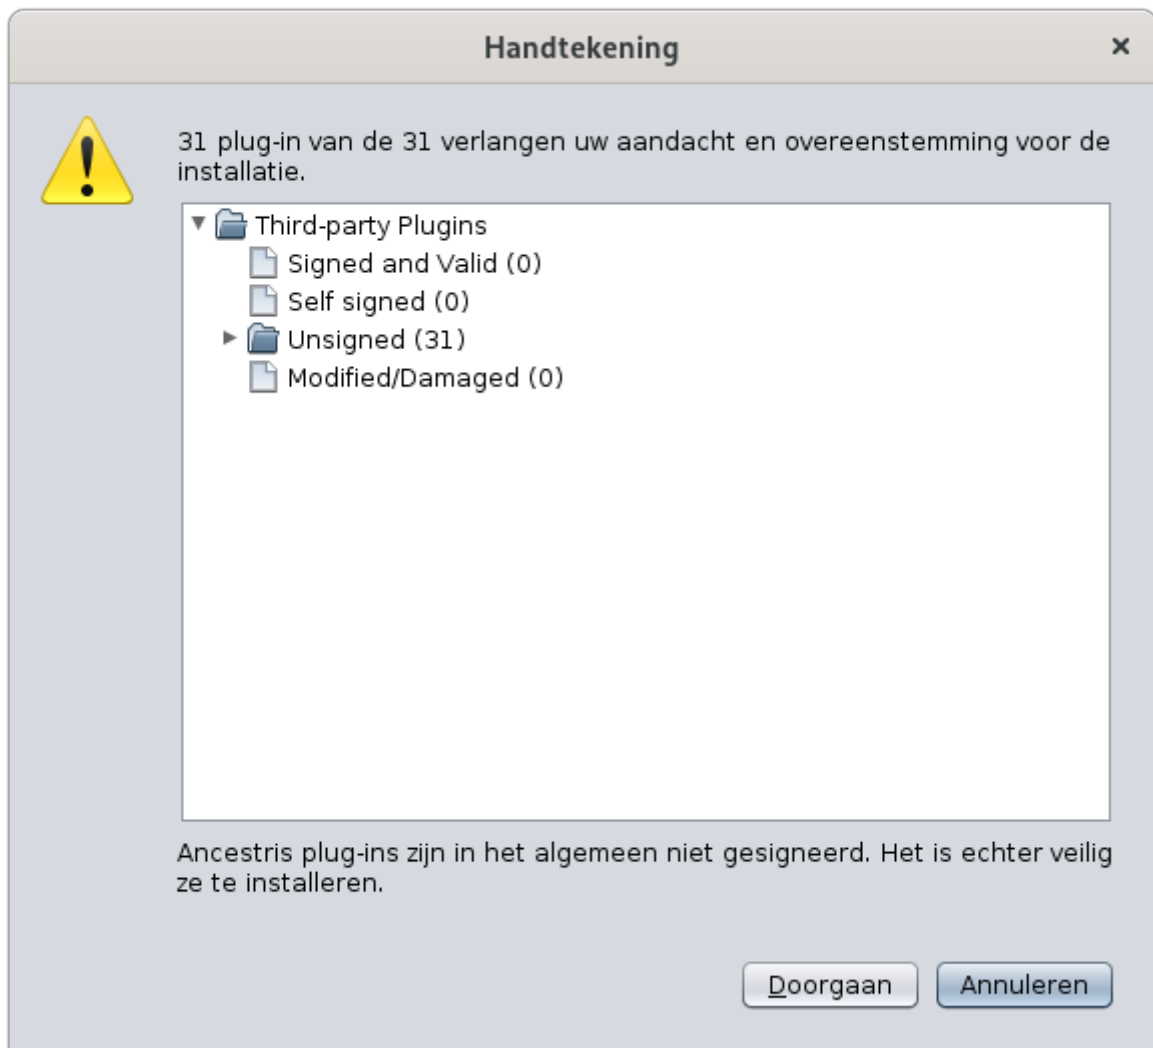 Handtekening
31 plug-in van de 31 verlangen uw aandacht en overeenstemming voor de
installatie.
Third-party Plugins
Signed and Valid (0)
Self signed (0)
Unsigned (31)
Modified/Damaged (0)
Ancestris plug-ins zijn in het algemeen niet gesigneerd. Het is echter veilig
ze te installeren.
Doorgaan Annuleren